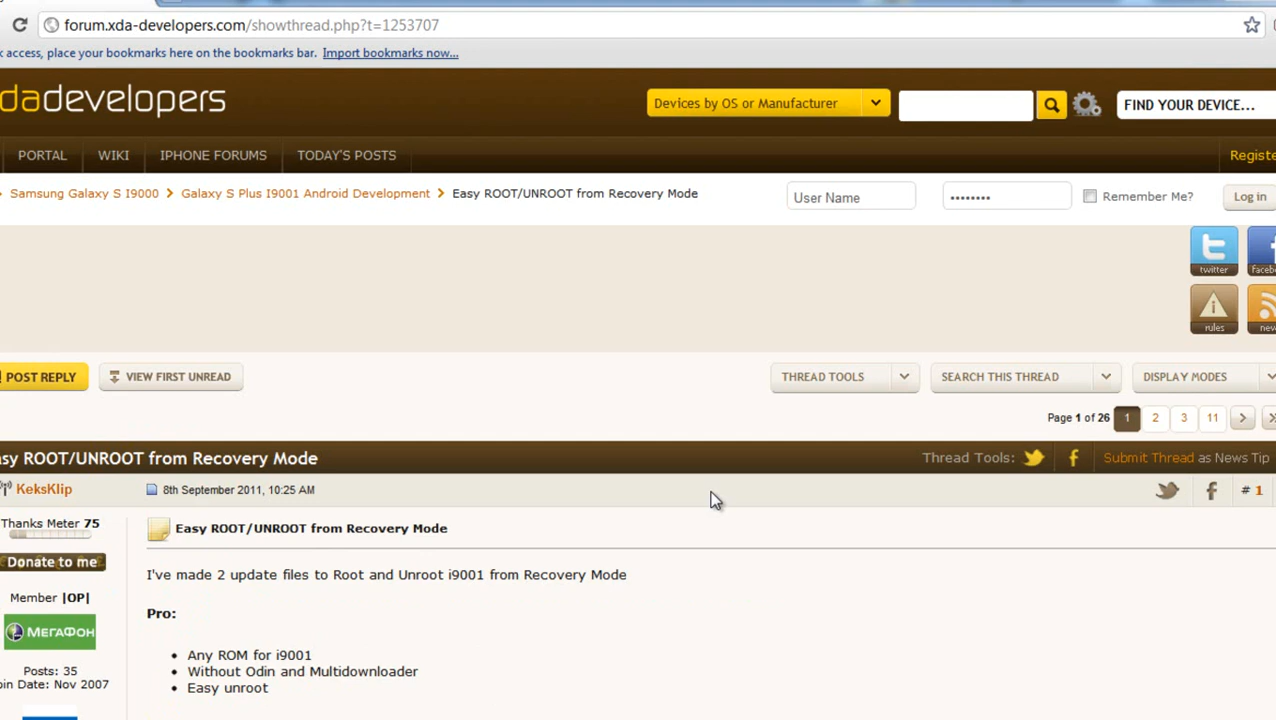 forum.xda-developers.com/showthread.php?t=1253707
access, place your bookmarks here on the bookmarks bar. Import bookmarks now...
dadevelopers
Devices by OS or Manufacturer
FIND YOUR DEVICE...
PORTAL WIKI IPHONE FORUMS TODAY'S POSTS Registe
Samsung Galaxy S I9000 Galaxy S Plus I9001 Android Development Easy ROOT/UNROOT from Recovery Mode User Name •••••••• Remember Me? Log in
twitter faceb
rules new
POST REPLY VIEW FIRST UNREAD THREAD TOOLS SEARCH THIS THREAD DISPLAY MODES
Page 1 of 26 1 2 3 11 >
sy ROOT/UNROOT from Recovery Mode Thread Tools: Submit Thread as News Tip
KeksKlip 8th September 2011, 10:25 AM # 1
Thanks Meter 75
Donate to me
Member |OP|
МЕГАФОН
Posts: 35
in Date: Nov 2007
Easy ROOT/UNROOT from Recovery Mode
I've made 2 update files to Root and Unroot i9001 from Recovery Mode
Pro:
• Any ROM for i9001
• Without Odin and Multidownloader
• Easy unroot